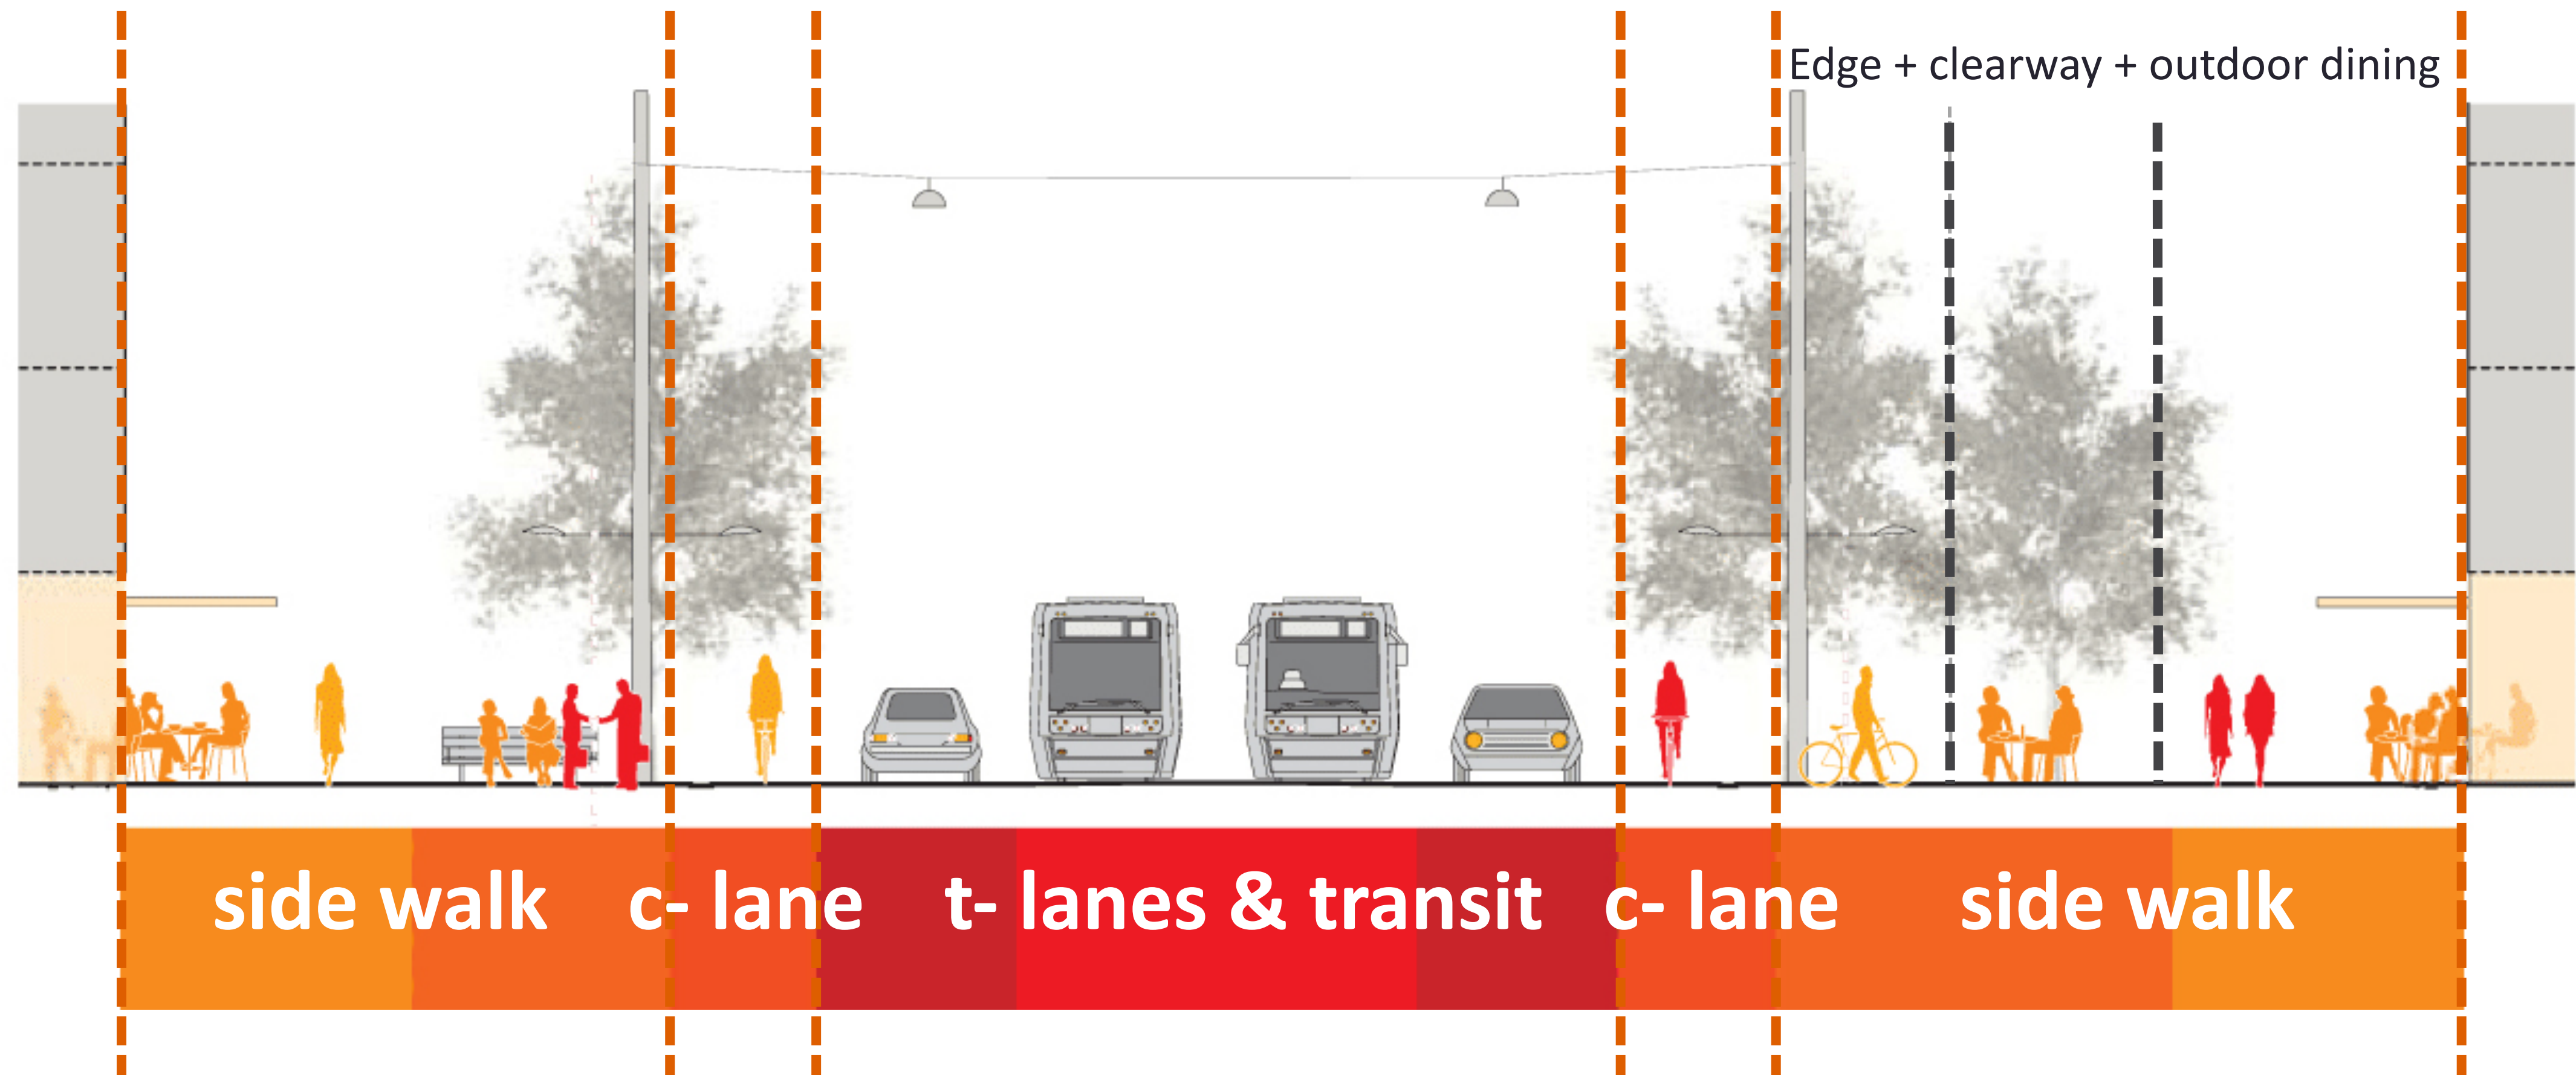 Edge + clearway + outdoor dining
side walk c- lane t- lanes & transit c- lane side walk